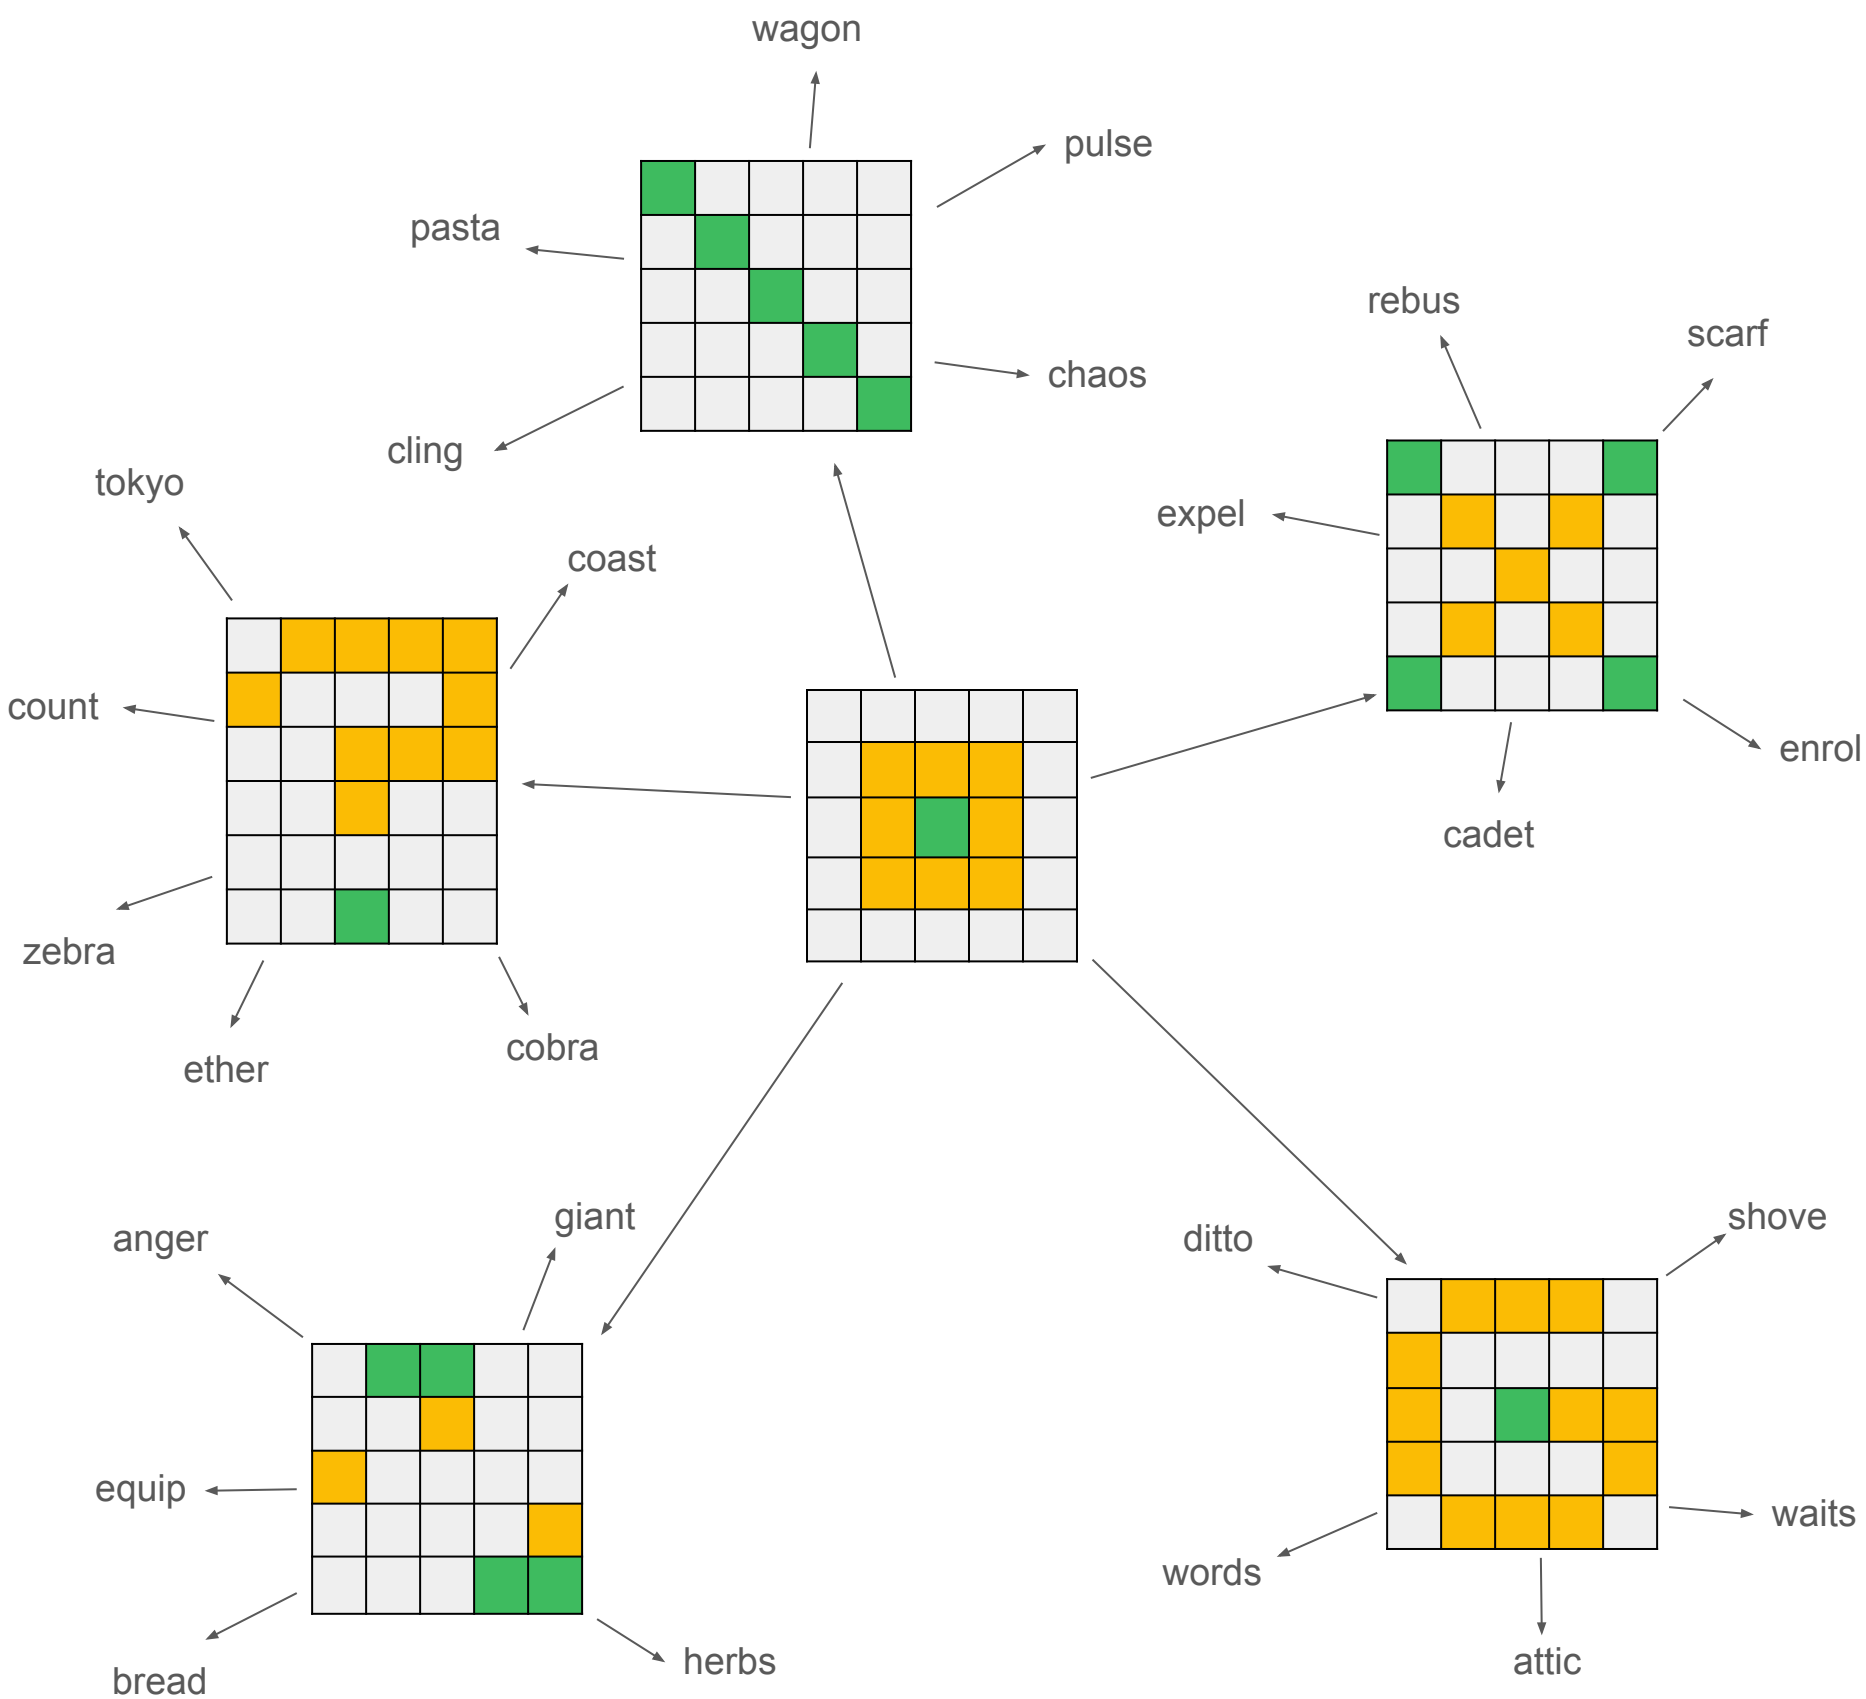 wagon
pulse
pasta
rebus
scarf
chaos
cling
tokyo
expel
coast
count
enrol
cadet
zebra
cobra
ether
giant
shove
anger
ditto
equip
waits
words
herbs
attic
bread